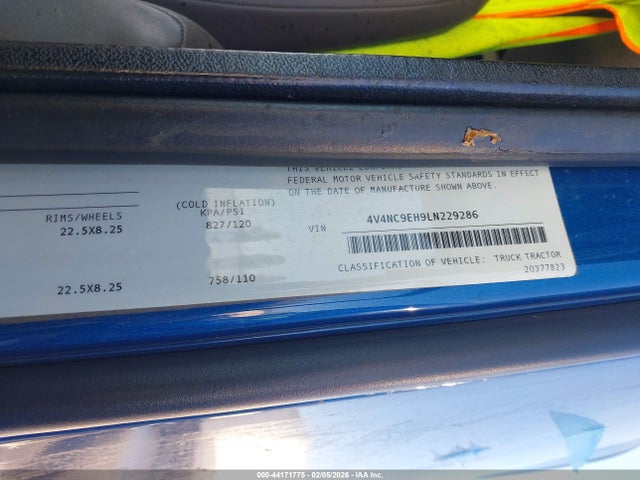 THIS VEHICLE
FEDERAL MOTOR VEHICLE SAFETY STANDARDS IN EFFECT
ON THE DATE OF MANUFACTURE SHOWN ABOVE.
(COLD INFLATION)
RIMS/WHEELS KPA/PSI
22.5X8.25 827/120
VIN 4V4NC9EH9LN229286
22.5X8.25 758/110
CLASSIFICATION OF VEHICLE: TRUCK TRACTOR
20377823
000-44171775 - 02/05/2026 - IAA Inc.